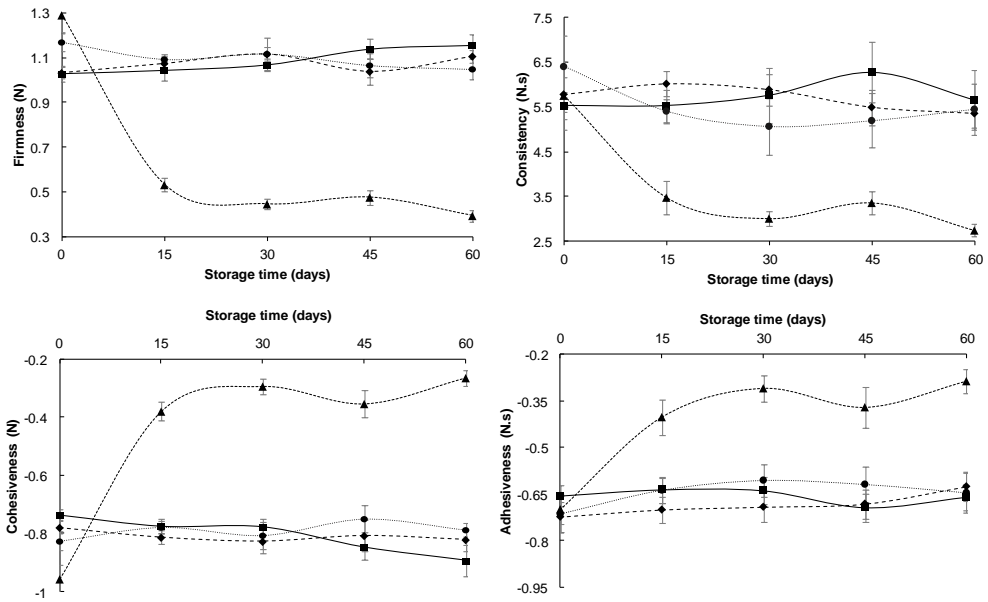 1.3
1.1
0.9
0.7
0.5
0.3
Firmness (N)
0 15 30 45 60
Storage time (days)
7.5
6.5
5.5
4.5
3.5
2.5
Consistency (N.s)
0 15 30 45 60
Storage time (days)
Storage time (days)
0 15 30 45 60
-0.2
-0.4
-0.6
-0.8
-1
Cohesiveness (N)
Storage time (days)
0 15 30 45 60
-0.2
-0.35
-0.5
-0.65
-0.8
-0.95
Adhesiveness (N.s)